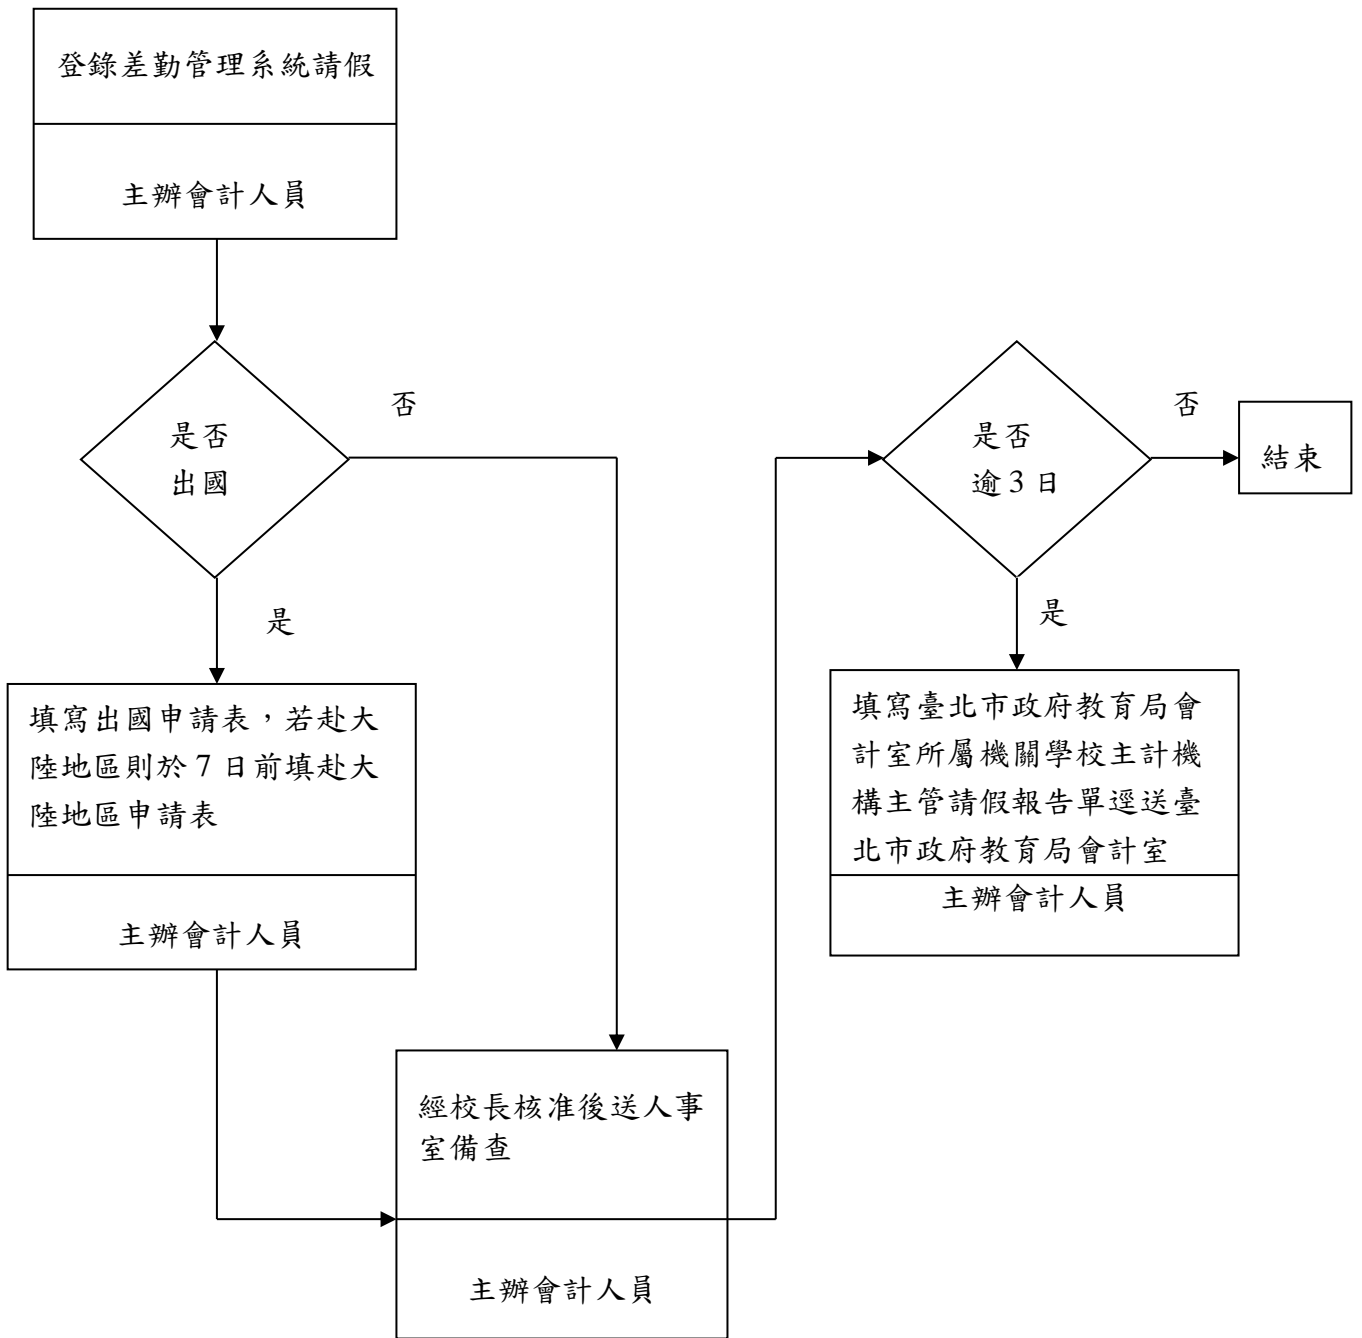 登錄差勤管理系統請假
主辦會計人員
是否
出國
否
是
填寫出國申請表，若赴大
陸地區則於7日前填赴大
陸地區申請表
主辦會計人員
經校長核准後送人事
室備查
主辦會計人員
是否
逾3日
否
結束
是
填寫臺北市政府教育局會
計室所屬機關學校主計機
構主管請假報告單逕送臺
北市政府教育局會計室
主辦會計人員